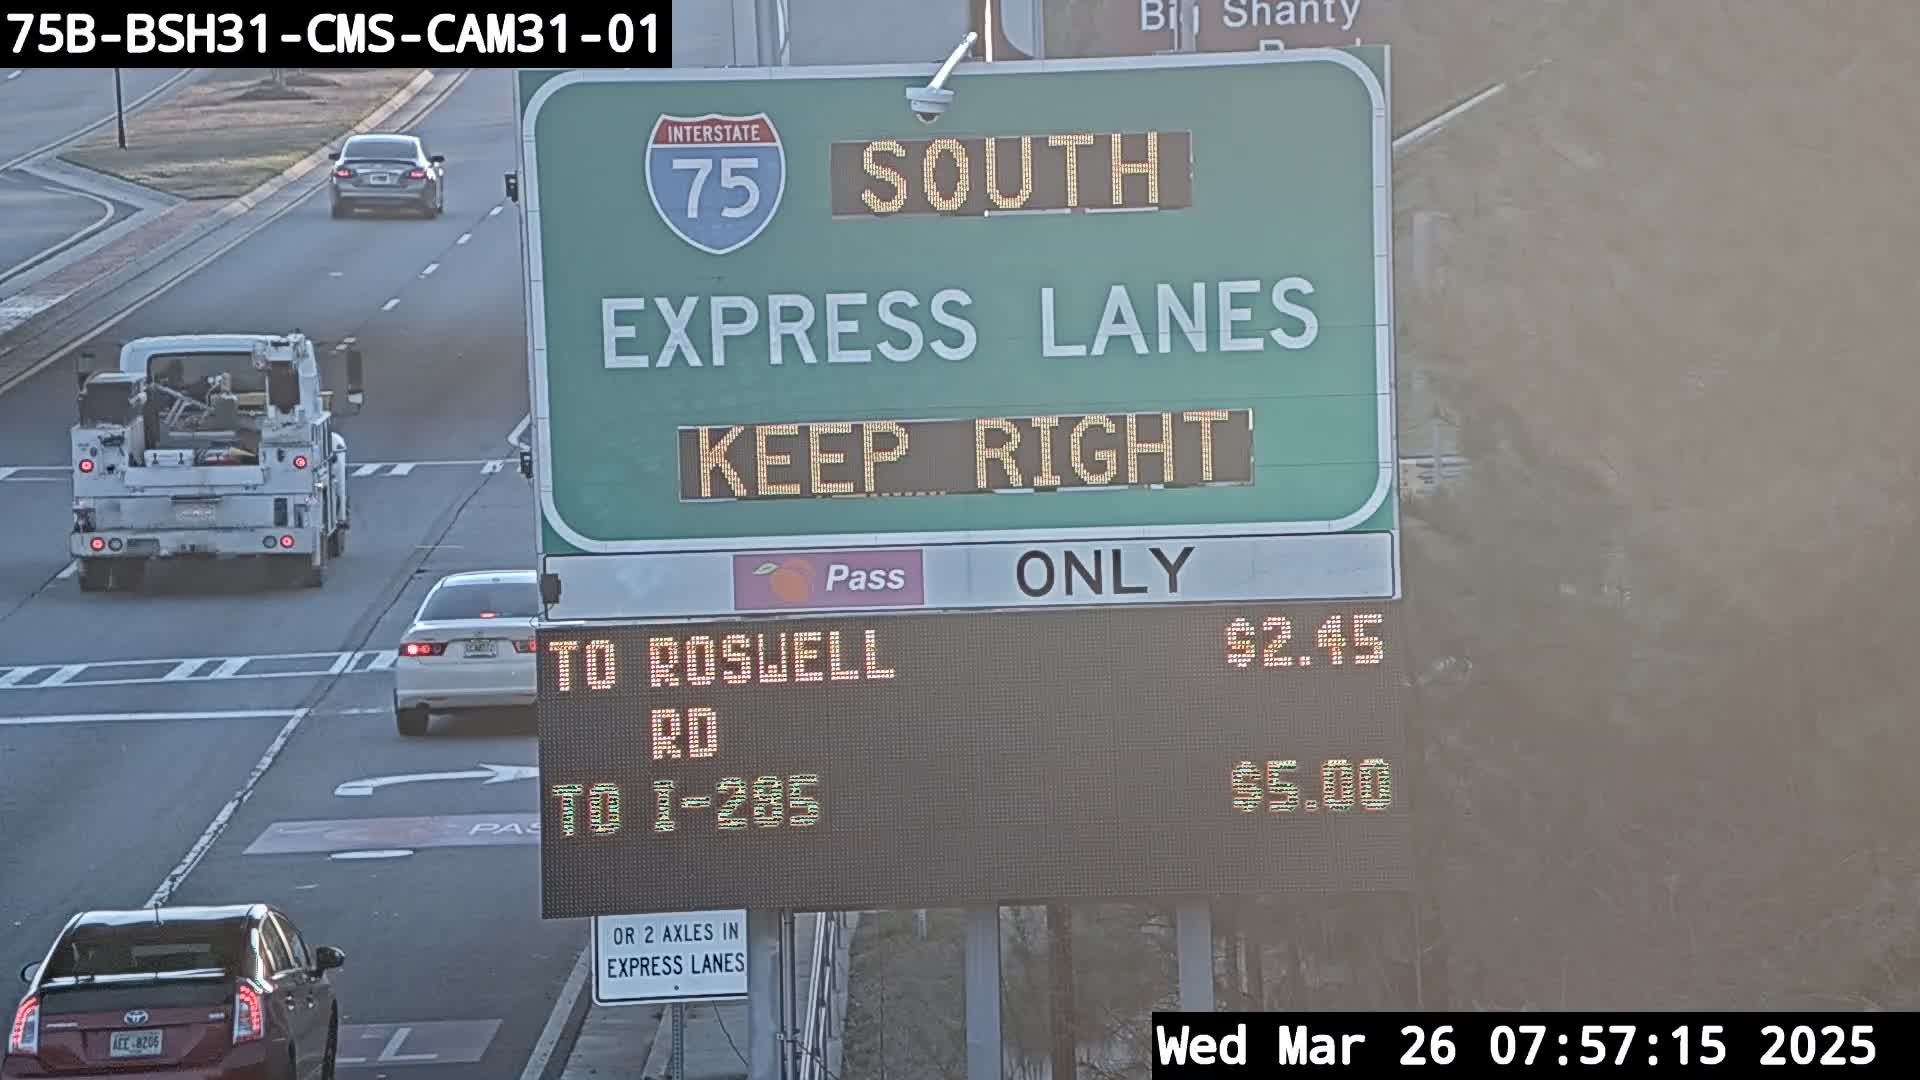 75B-BSH31-CMS-CAM31-01
Big Shanty
INTERSTATE
75
SOUTH
EXPRESS LANES
KEEP RIGHT
Pass ONLY
TO ROSWELL $2.45
RD
TO I-285 $5.00
OR 2 AXLES IN
EXPRESS LANES
Wed Mar 26 07:57:15 2025